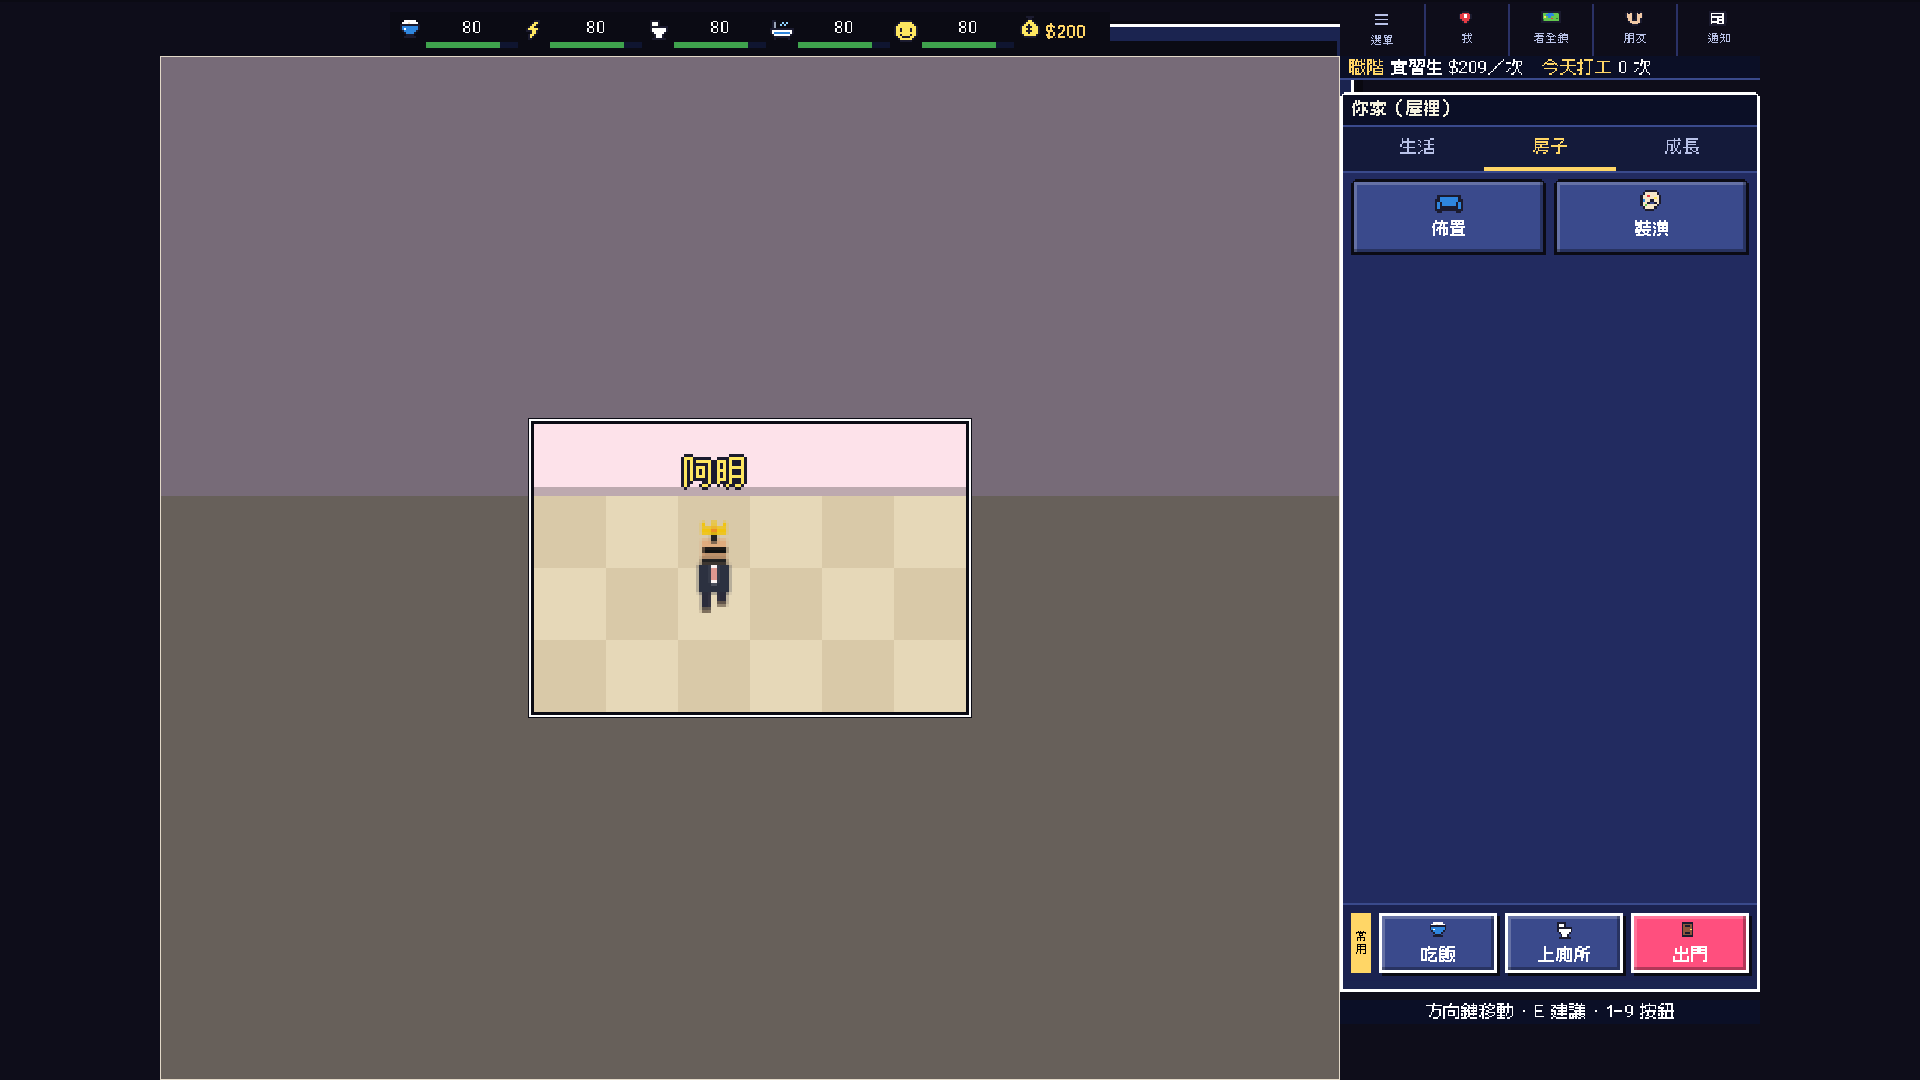 80 80 80 80 80 $200
選單 我 看全鎮 朋友 通知
職階 實習生 $209／次 今天打工 0 次
你家（屋裡）
生活 房子 成長
佈置 裝潢
阿明
常用 吃飯 上廁所 出門
方向鍵移動 · E 建議 · 1-9 按鈕